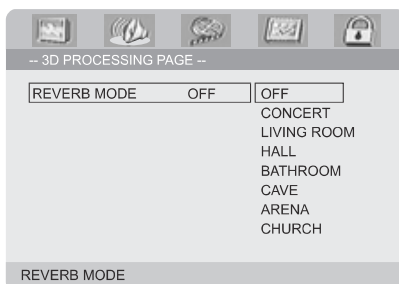 -- 3D PROCESSING PAGE --
REVERB MODE OFF OFF
CONCERT
LIVING ROOM
HALL
BATHROOM
CAVE
ARENA
CHURCH
REVERB MODE